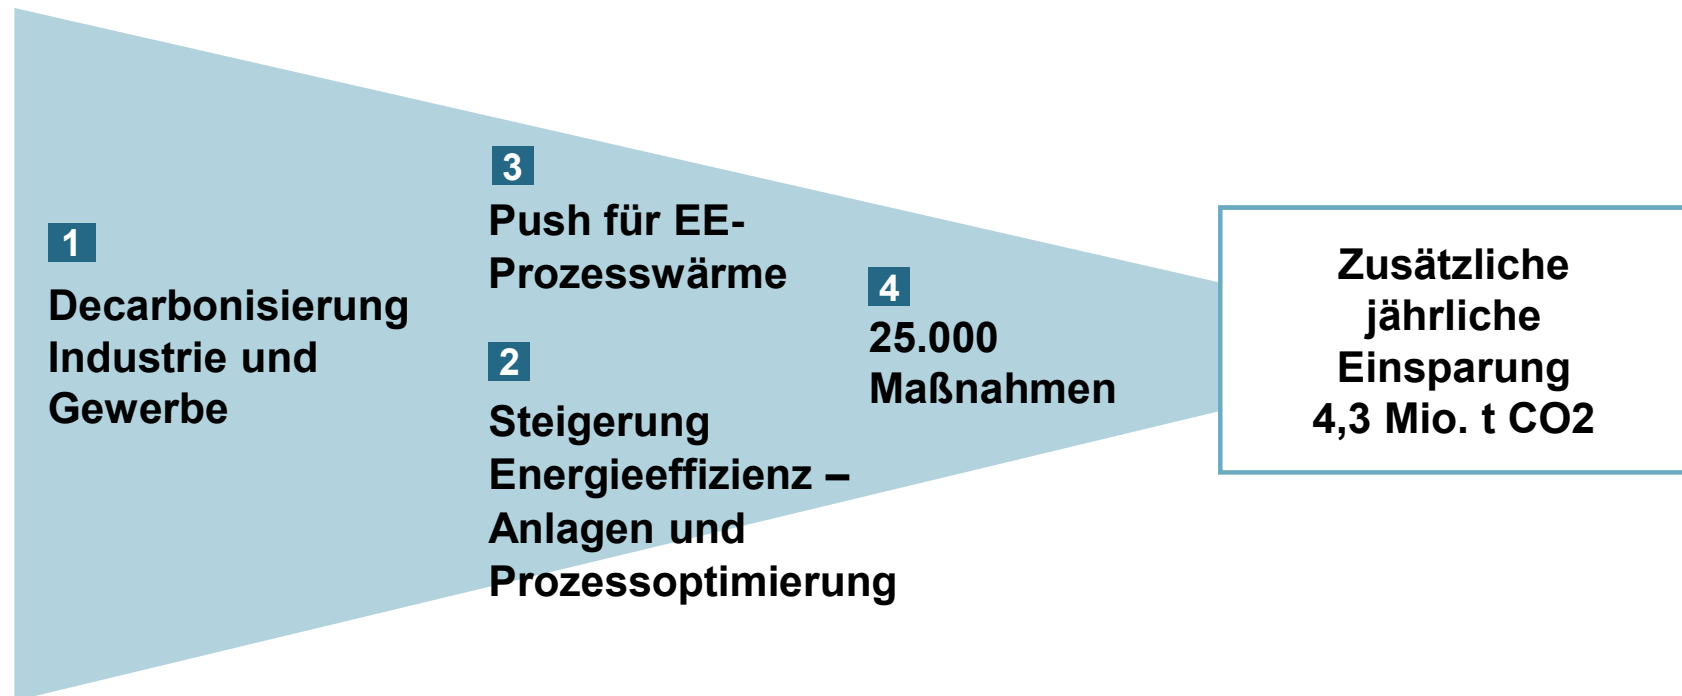 1
Decarbonisierung
Industrie und
Gewerbe
3
Push für EE-
Prozesswärme
2
Steigerung
Energieeffizienz –
Anlagen und
Prozessoptimierung
4
25.000
Maßnahmen
Zusätzliche
jährliche
Einsparung
4,3 Mio. t CO2